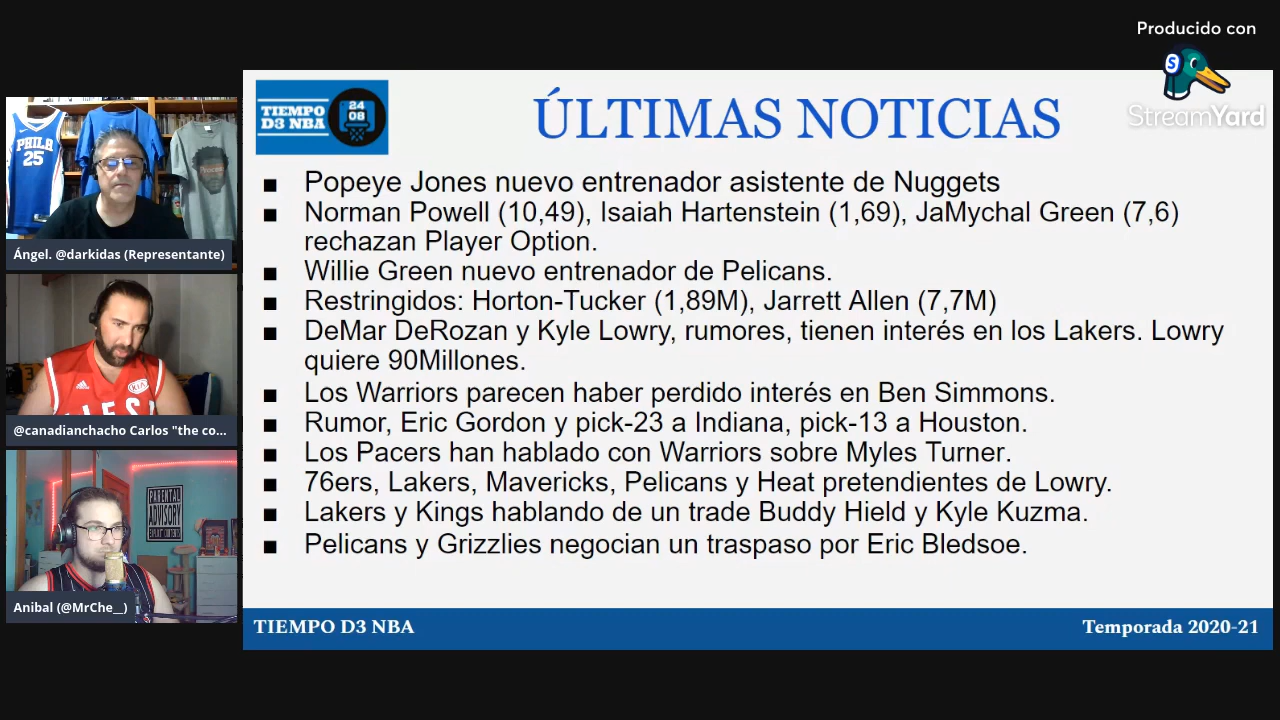 Producido con
StreamYard
TIEMPO
D3 NBA
24
08
ÚLTIMAS NOTICIAS
■ Popeye Jones nuevo entrenador asistente de Nuggets
■ Norman Powell (10,49), Isaiah Hartenstein (1,69), JaMychal Green (7,6)
rechazan Player Option.
■ Willie Green nuevo entrenador de Pelicans.
■ Restringidos: Horton-Tucker (1,89M), Jarrett Allen (7,7M)
■ DeMar DeRozan y Kyle Lowry, rumores, tienen interés en los Lakers. Lowry
quiere 90Millones.
■ Los Warriors parecen haber perdido interés en Ben Simmons.
■ Rumor, Eric Gordon y pick-23 a Indiana, pick-13 a Houston.
■ Los Pacers han hablado con Warriors sobre Myles Turner.
■ 76ers, Lakers, Mavericks, Pelicans y Heat pretendientes de Lowry.
■ Lakers y Kings hablando de un trade Buddy Hield y Kyle Kuzma.
■ Pelicans y Grizzlies negocian un traspaso por Eric Bledsoe.
TIEMPO D3 NBA
Temporada 2020-21
PHILA
25
Ángel. @darkidas (Representante)
KIA
@canadianchacho Carlos "the co...
PARENTAL
ADVISORY
EXPLICIT CONTENT
Anibal (@MrChe__)